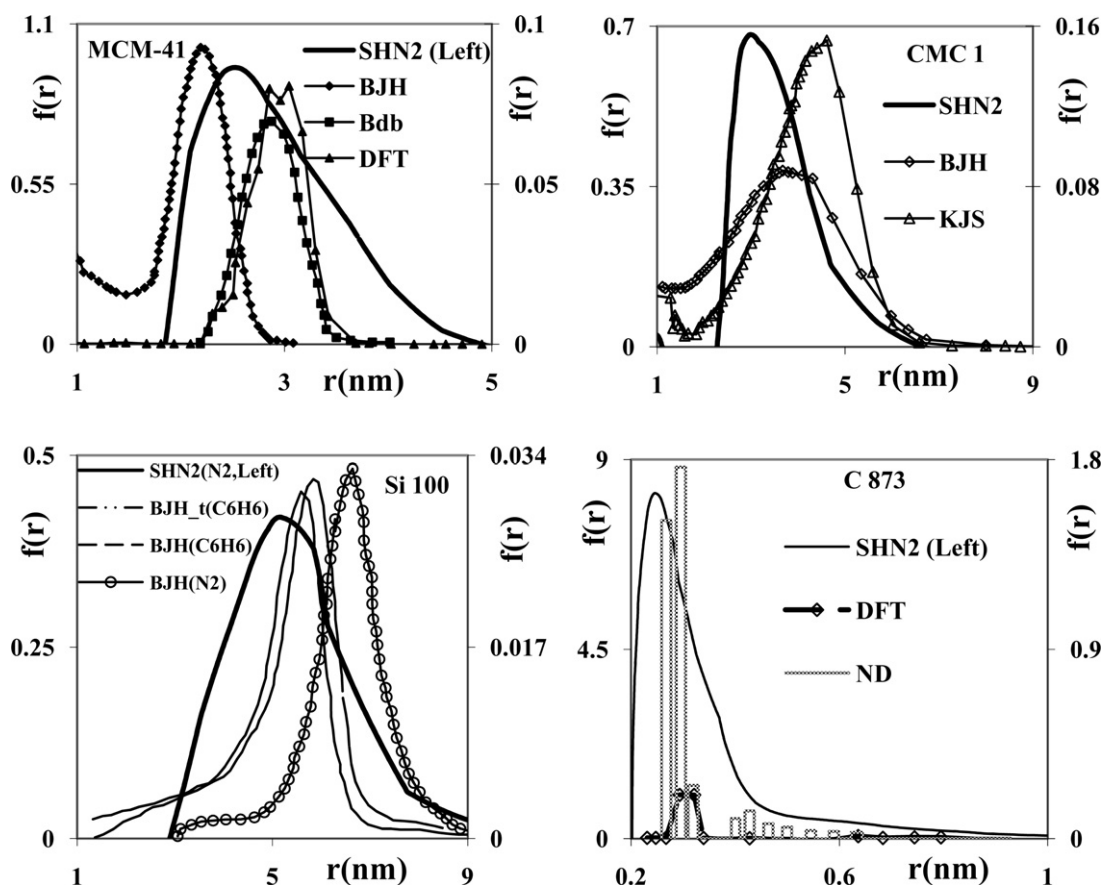 1.1
0.1
MCM-41
SHN2 (Left)
BJH
Bdb
DFT
f(r)
f(r)
0.55
0.05
0
0
1
3
5
r(nm)
0.7
0.16
CMC 1
SHN2
BJH
KJS
f(r)
f(r)
0.35
0.08
0
0
1
5
9
r(nm)
0.5
0.034
SHN2(N2,Left)
Si 100
BJH_t(C6H6)
BJH(C6H6)
BJH(N2)
f(r)
f(r)
0.25
0.017
0
0
1
5
9
r(nm)
9
1.8
C 873
SHN2 (Left)
DFT
ND
f(r)
f(r)
4.5
0.9
0
0
0.2
0.6
1
r(nm)